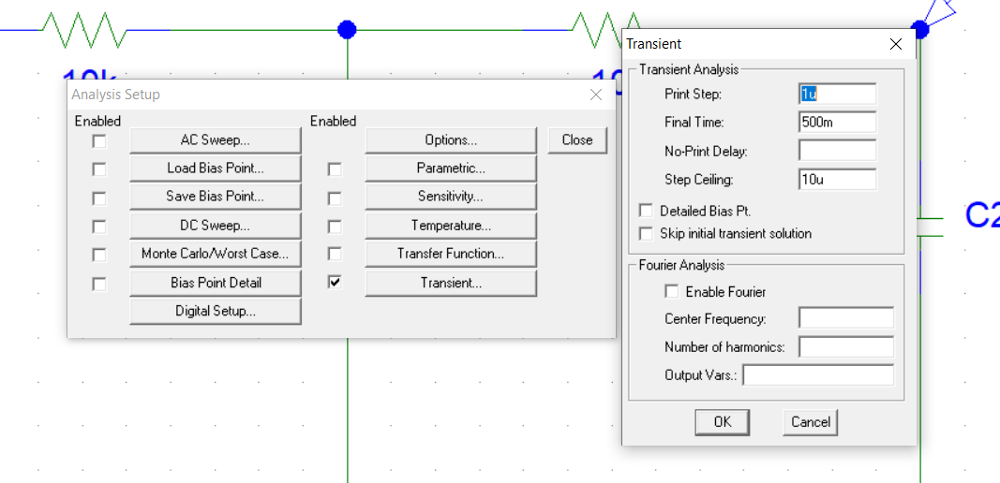 10k
Analysis Setup
Enabled
AC Sweep...
Load Bias Point...
Save Bias Point...
DC Sweep...
Monte Carlo/Worst Case...
Bias Point Detail
Digital Setup...
Enabled
Options...
Parametric...
Sensitivity...
Temperature...
Transfer Function...
Transient...
Close
Transient
Transient Analysis
Print Step: 1u
Final Time: 500m
No-Print Delay:
Step Ceiling: 10u
Detailed Bias Pt.
Skip initial transient solution
Fourier Analysis
Enable Fourier
Center Frequency:
Number of harmonics:
Output Vars.:
OK
Cancel
C2